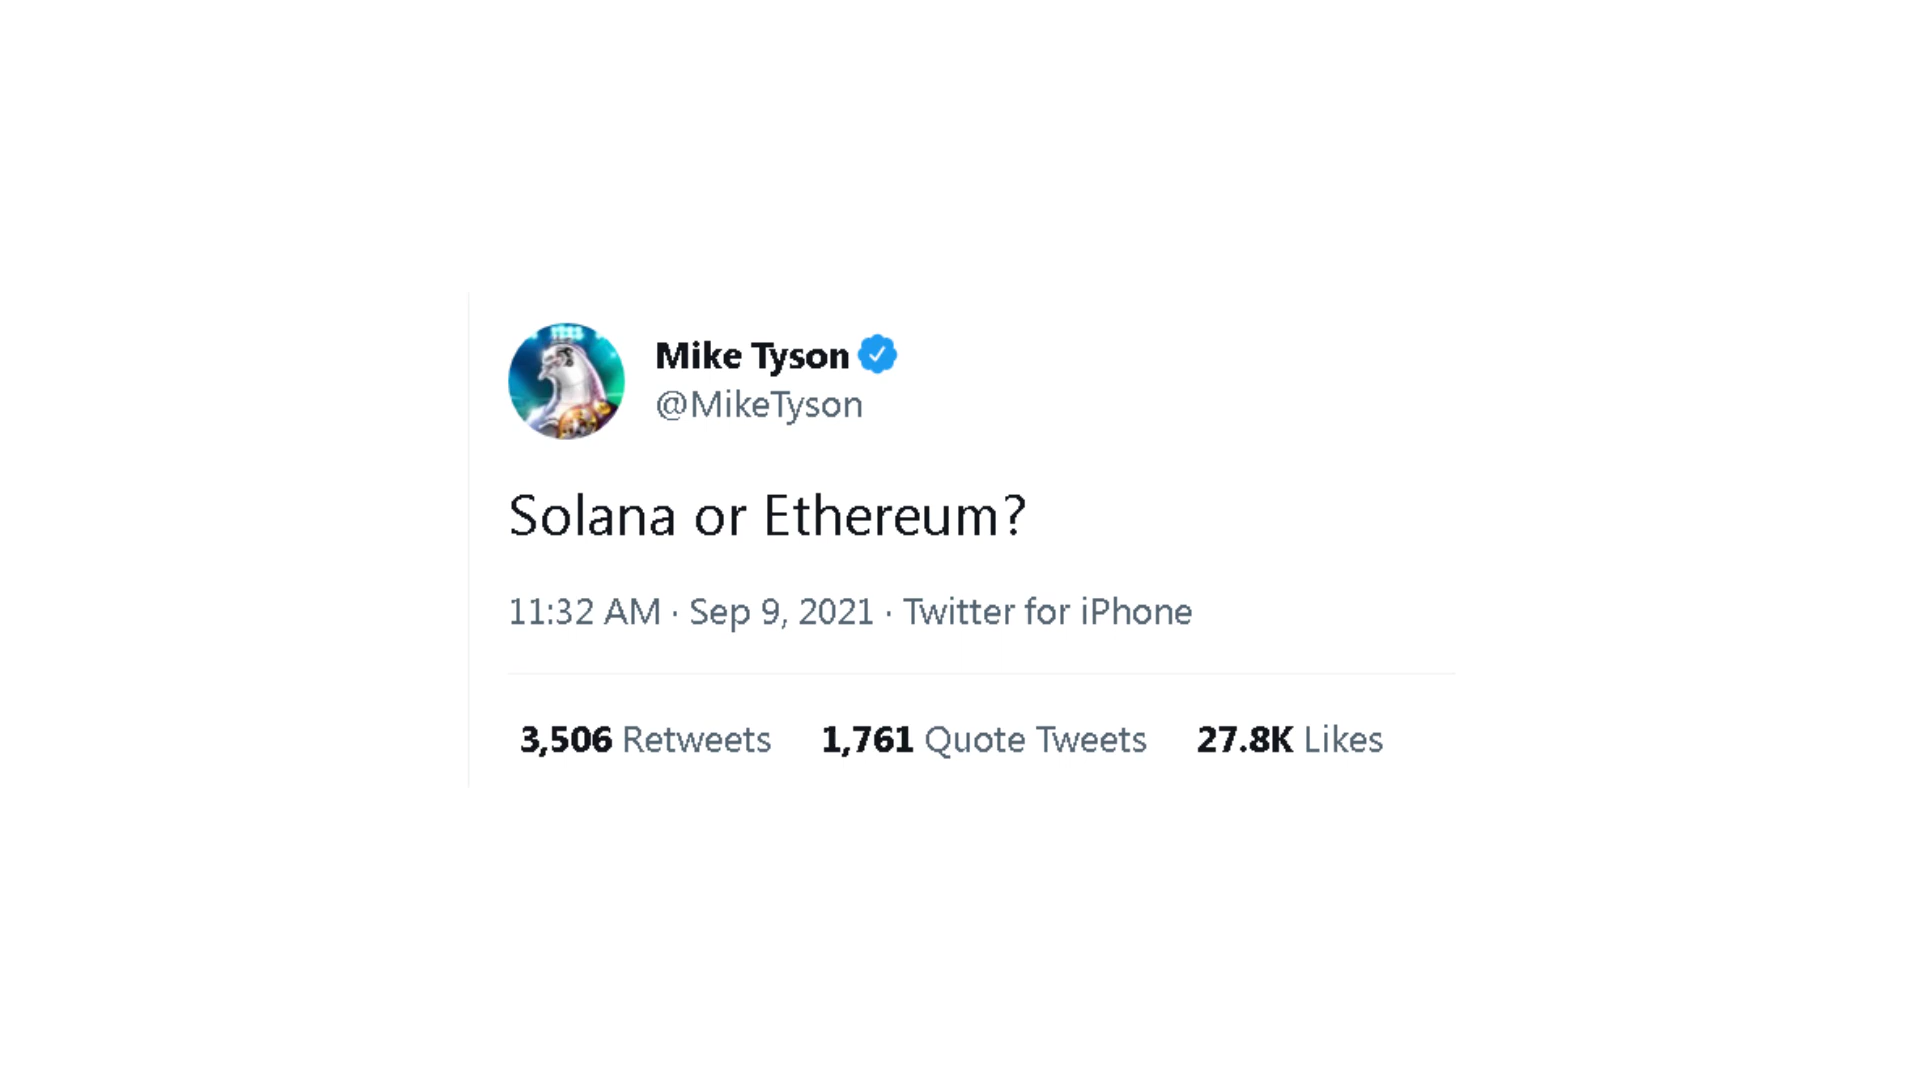 Mike Tyson
@MikeTyson
Solana or Ethereum?
11:32 AM · Sep 9, 2021 · Twitter for iPhone
3,506 Retweets 1,761 Quote Tweets 27.8K Likes